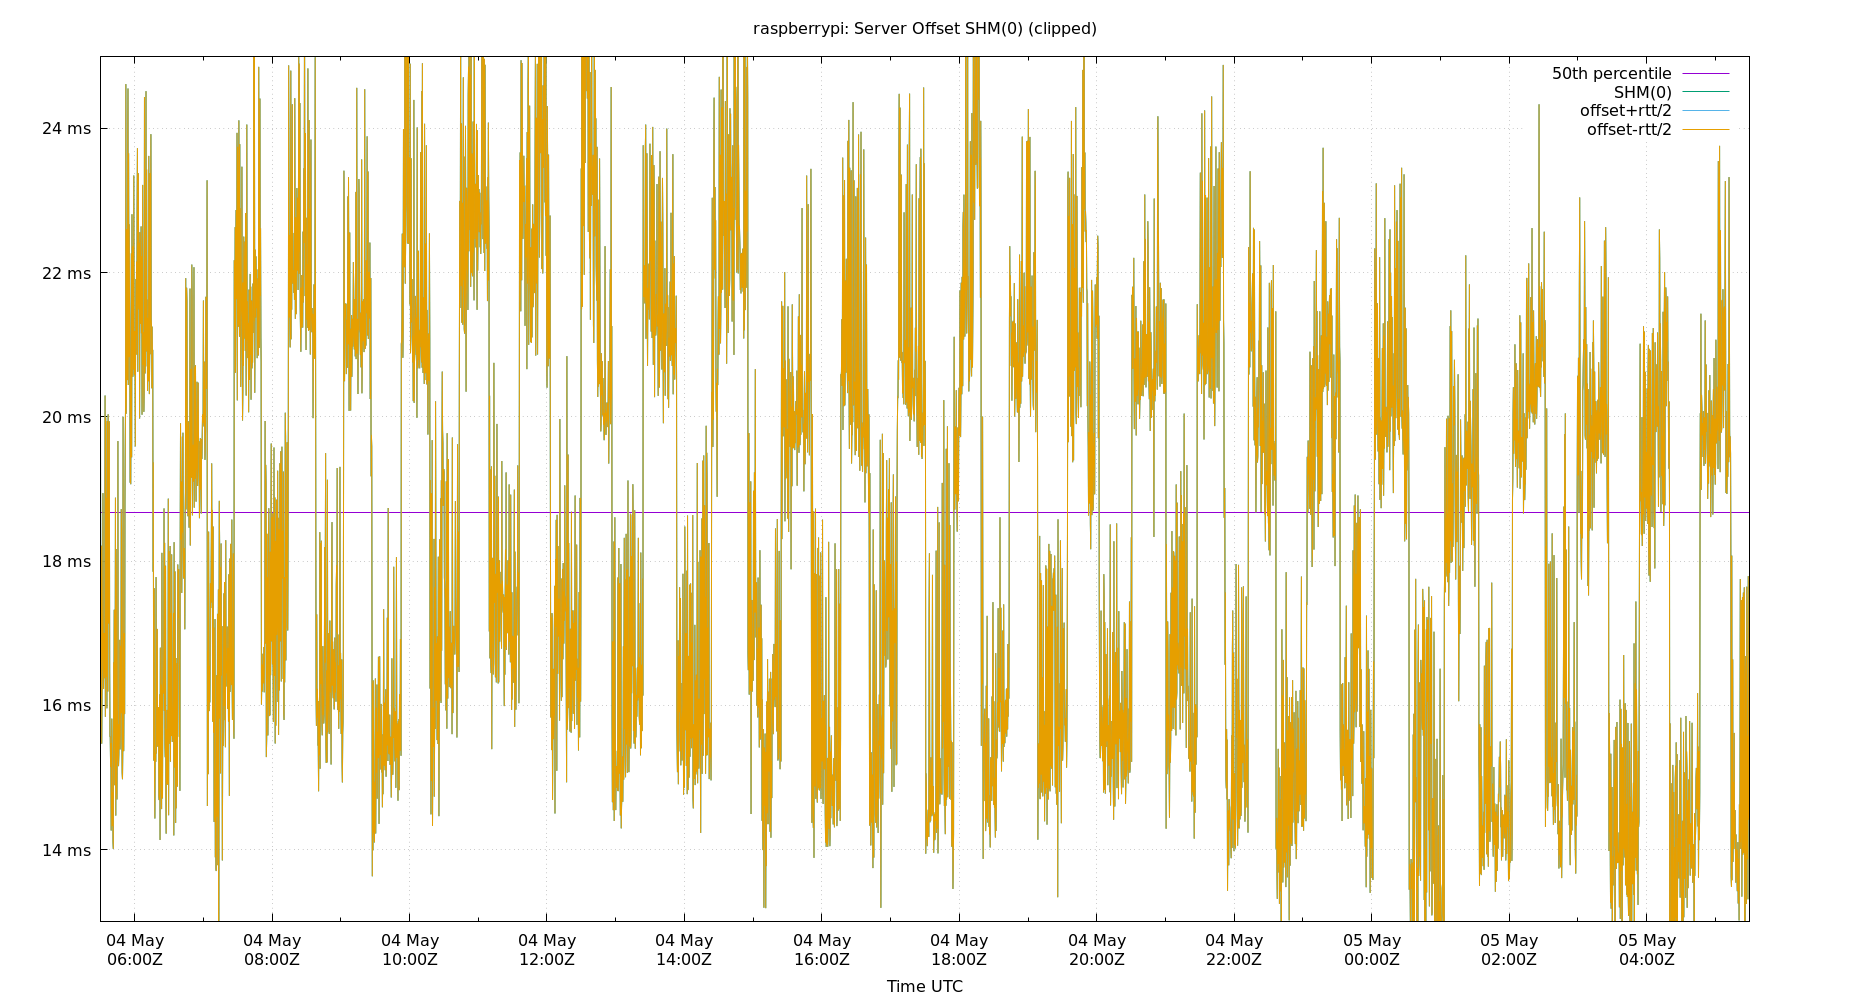 raspberrypi: Server Offset SHM(0) (clipped)
50th percentile
SHM(0)
offset+rtt/2
offset-rtt/2
24 ms
22 ms
20 ms
18 ms
16 ms
14 ms
04 May 04 May 04 May 04 May 04 May 04 May 04 May 04 May 04 May 05 May 05 May 05 May
06:00Z 08:00Z 10:00Z 12:00Z 14:00Z 16:00Z 18:00Z 20:00Z 22:00Z 00:00Z 02:00Z 04:00Z
Time UTC